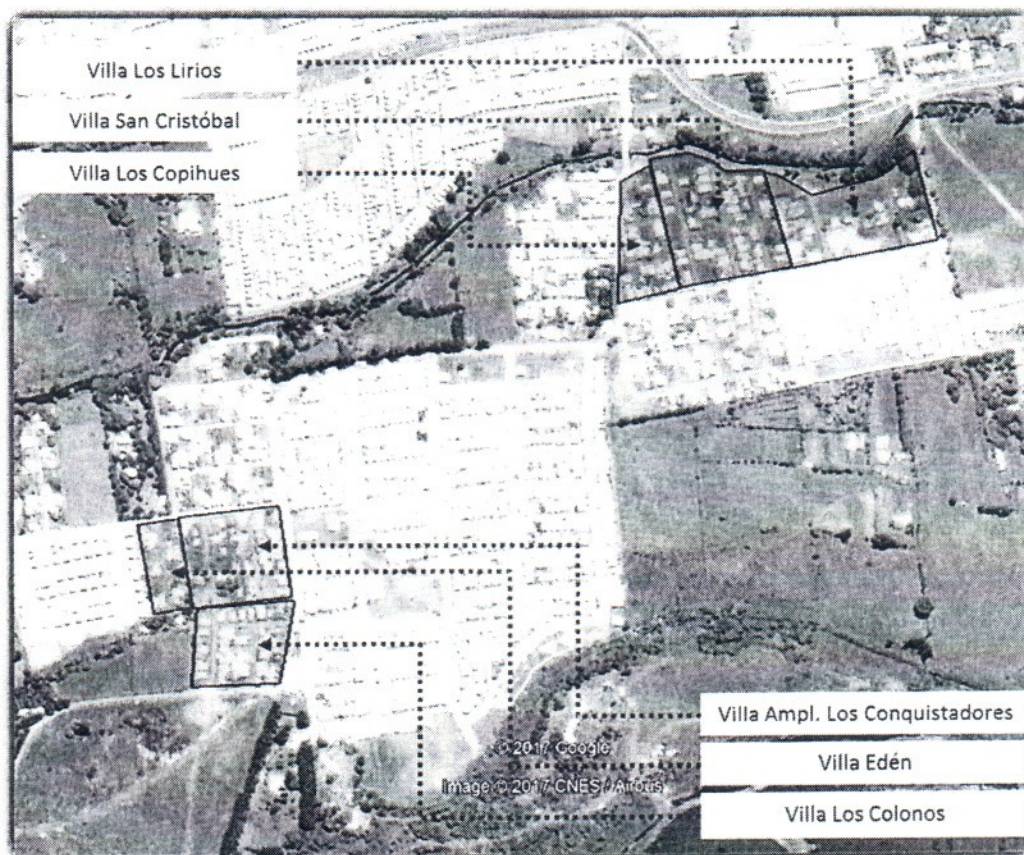 Villa Los Lirios
Villa San Cristóbal
Villa Los Copihues
Villa Ampl. Los Conquistadores
© 2017 Google
Villa Edén
Image © 2017 CNES / Airbus
Villa Los Colonos